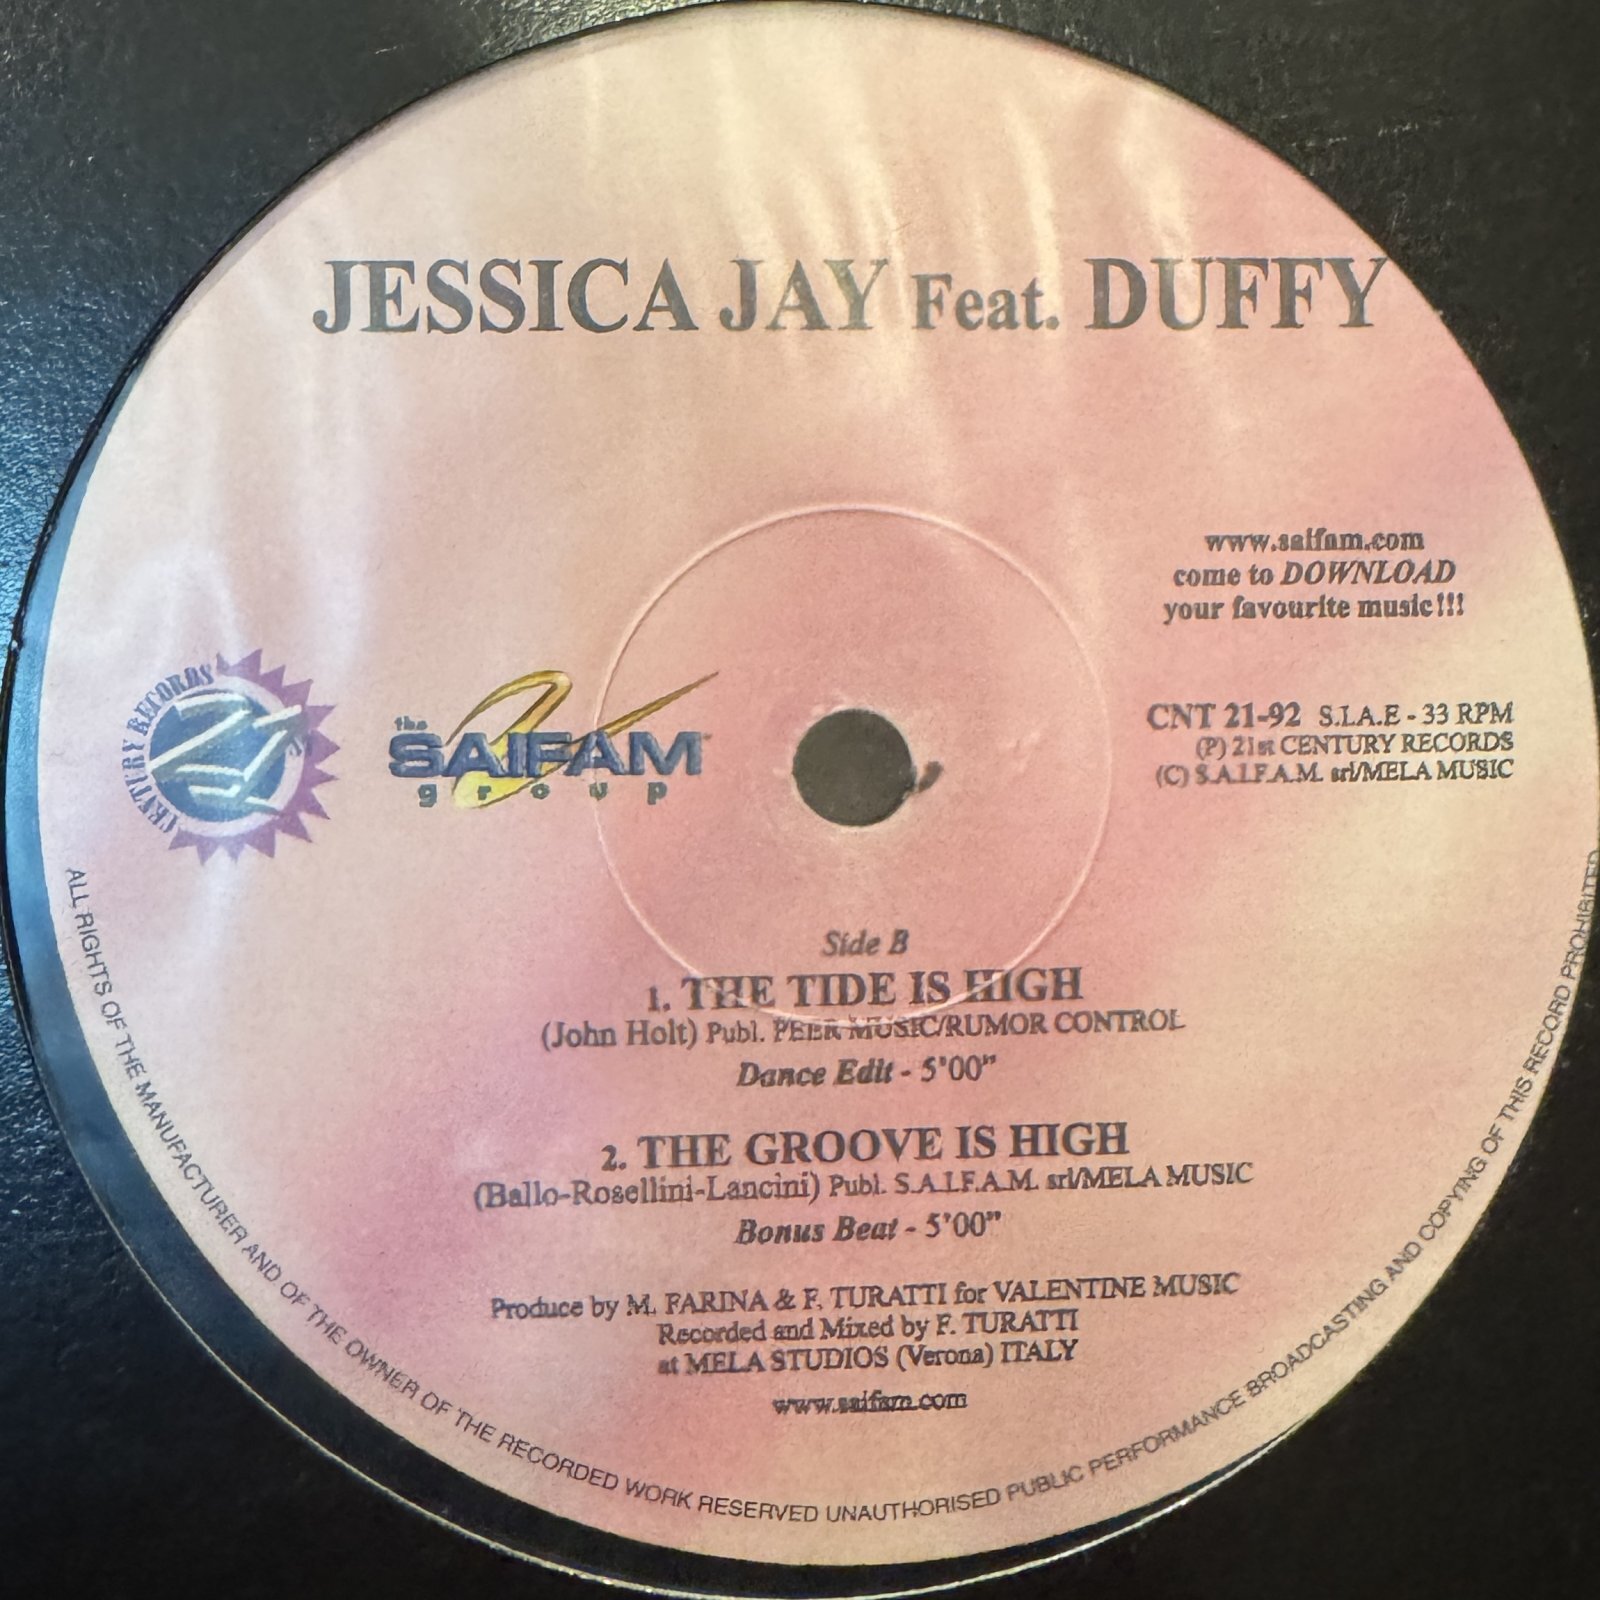 JESSICA JAY Feat. DUFFY
www.saifam.com
come to DOWNLOAD
your favourite music!!!
CENTURY RECORDS
the
SAIFAM
group
CNT 21-92 S.I.A.E - 33 RPM
(P) 21st CENTURY RECORDS
(C) S.A.I.F.A.M. srl/MELA MUSIC
Side B
1. THE TIDE IS HIGH
(John Holt) Publ. PEER MUSIC/RUMOR CONTROL
Dance Edit - 5'00"
2. THE GROOVE IS HIGH
(Ballo-Rosellini-Lancini) Publ. S.A.I.F.A.M. srl/MELA MUSIC
Bonus Beat - 5'00"
Produce by M. FARINA & F. TURATTI for VALENTINE MUSIC
Recorded and Mixed by F. TURATTI
at MELA STUDIOS (Verona) ITALY
www.saifam.com
ALL RIGHTS OF THE MANUFACTURER AND OF THE OWNER OF THE RECORDED WORK RESERVED UNAUTHORISED PUBLIC PERFORMANCE BROADCASTING AND COPYING OF THIS RECORD PROHIBITED